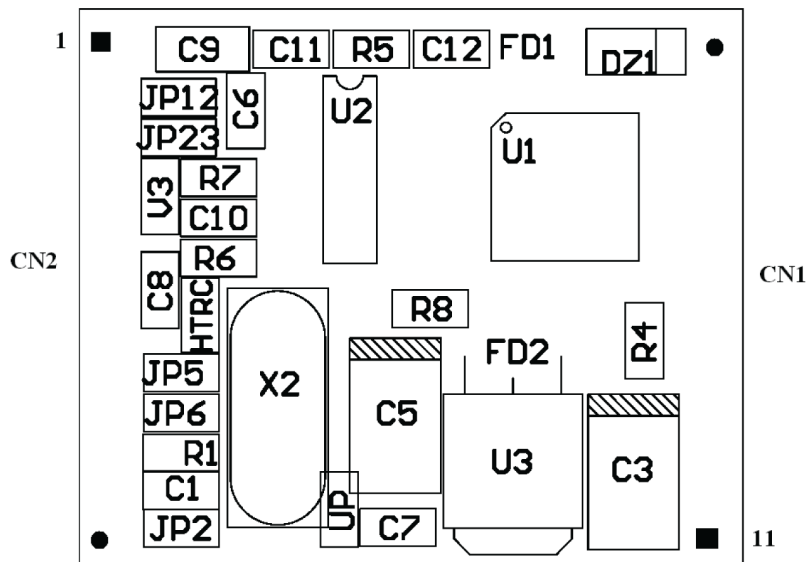 1
C9 C11 R5 C12 FD1 DZ1
JP12 C6 U2
JP23 U1
V3 R7
C10
CN2 R6 CN1
C8 HTRC
R8 R4
JP5 X2 FD2
JP6 C5
R1 U3 C3
C1
JP2 UP C7 11